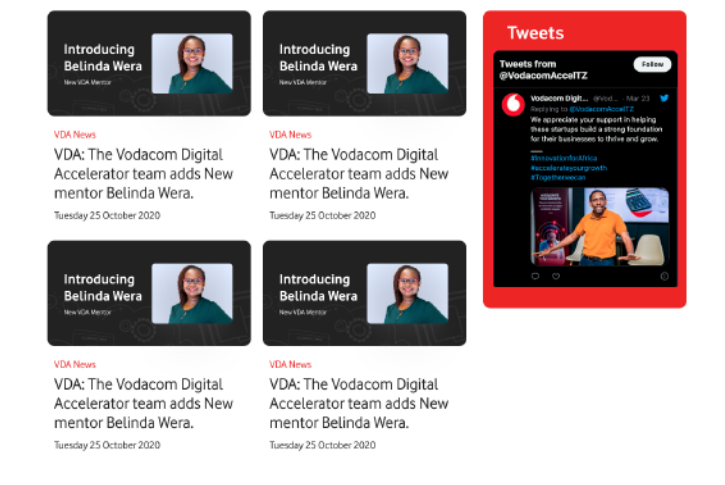 Introducing
Belinda Wera
New VDA Mentor
VDA News
VDA: The Vodacom Digital
Accelerator team adds New
mentor Belinda Wera.
Tuesday 25 October 2020
Introducing
Belinda Wera
New VDA Mentor
VDA News
VDA: The Vodacom Digital
Accelerator team adds New
mentor Belinda Wera.
Tuesday 25 October 2020
Introducing
Belinda Wera
New VDA Mentor
VDA News
VDA: The Vodacom Digital
Accelerator team adds New
mentor Belinda Wera.
Tuesday 25 October 2020
Introducing
Belinda Wera
New VDA Mentor
VDA News
VDA: The Vodacom Digital
Accelerator team adds New
mentor Belinda Wera.
Tuesday 25 October 2020
Tweets
Tweets from
@VodacomAccelTZ
Follow
Vodacom Digit... @Vod... · Mar 23
Replying to @VodacomAccelTZ
We appreciate your support in helping
these startups build a strong foundation
for their businesses to thrive and grow.
#InnovationforAfrica
#accelerateyourgrowth
#Togetherwecan